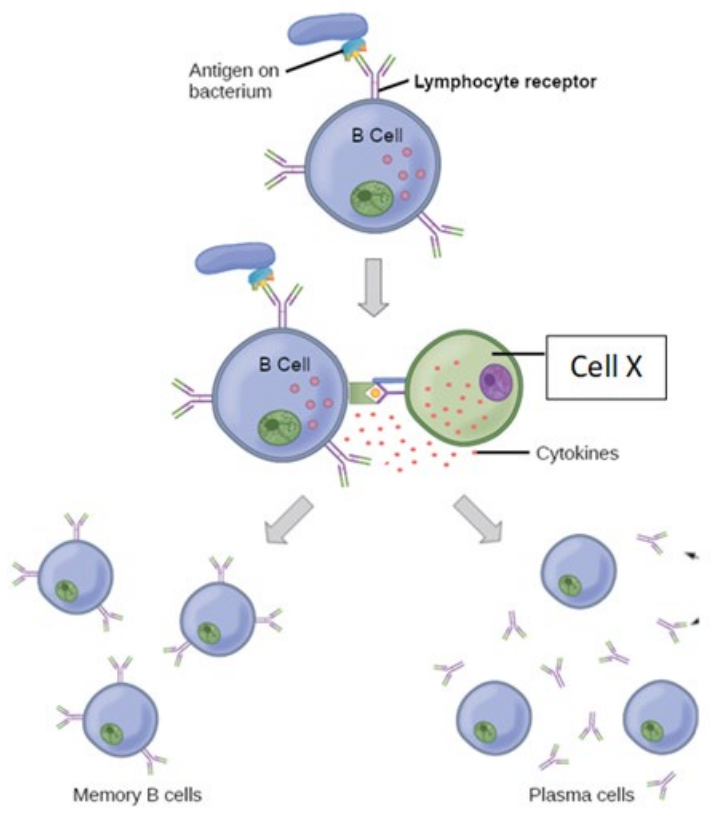 Antigen on
bacterium
Lymphocyte receptor
B Cell
B Cell
Cell X
Cytokines
Memory B cells
Plasma cells